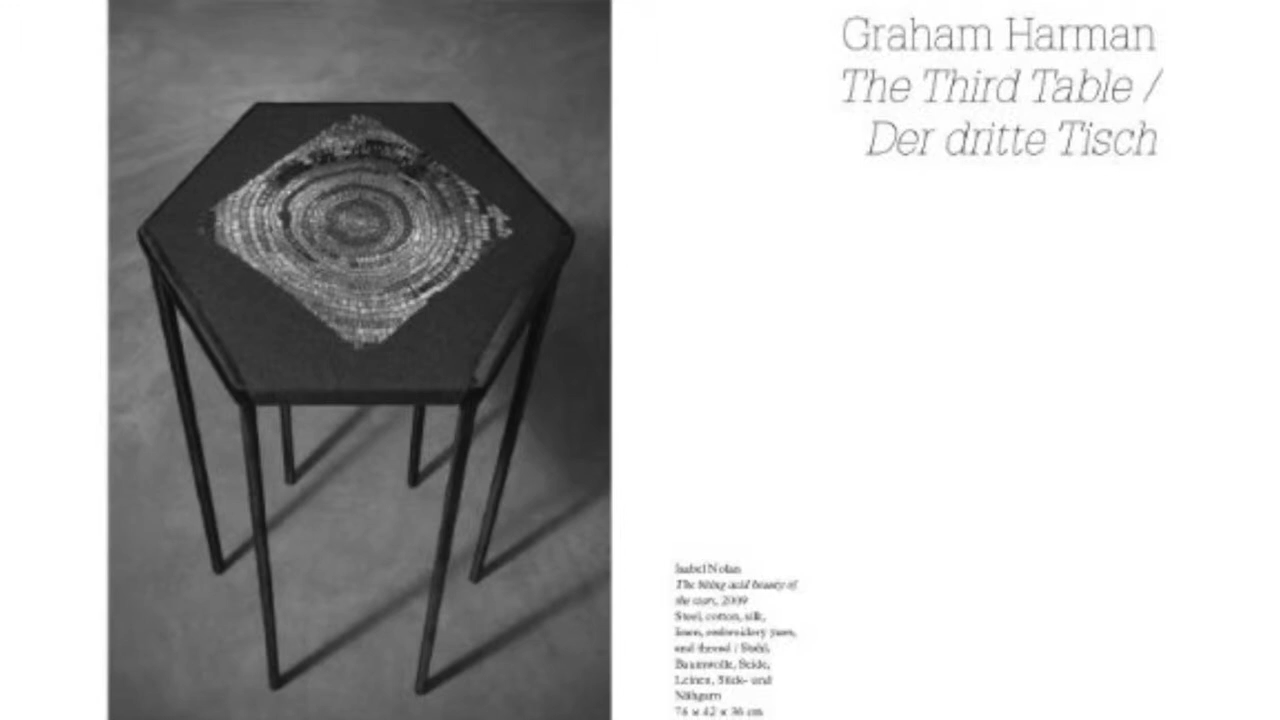 Graham Harman
The Third Table /
Der dritte Tisch
Isabel Nolan
The biting acid beauty of
the stars, 2009
Steel, cotton, silk,
linen, embroidery yarn,
and thread / Stahl,
Baumwolle, Seide,
Leinen, Stick- und
Nähgarn
74 × 42 × 36 cm